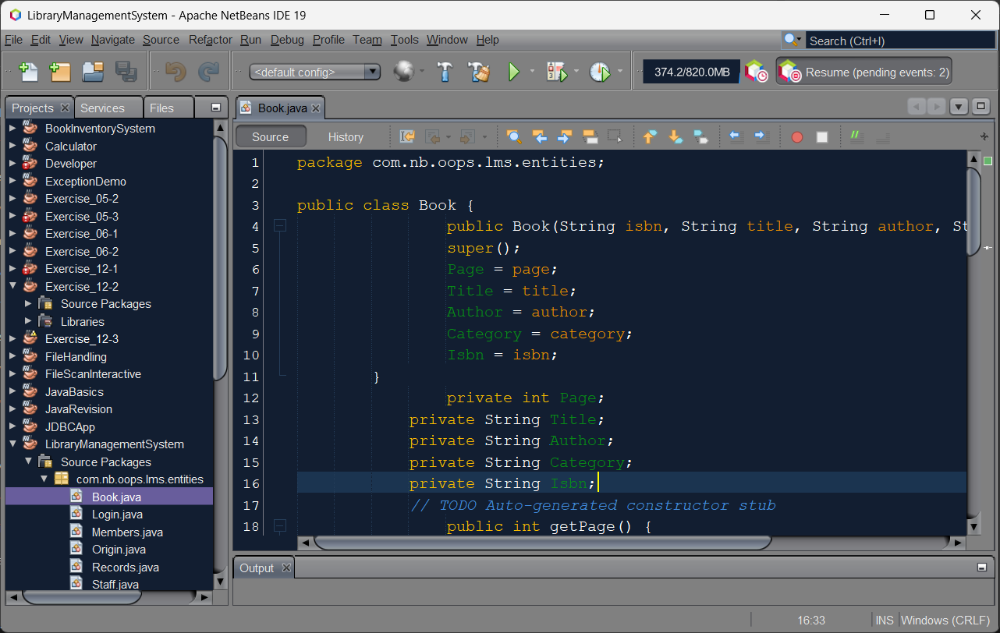 LibraryManagementSystem - Apache NetBeans IDE 19
File Edit View Navigate Source Refactor Run Debug Profile Team Tools Window Help
Search (Ctrl+I)
<default config>
374.2/820.0MB
Resume (pending events: 2)
Projects Services Files
BookInventorySystem
Calculator
Developer
ExceptionDemo
Exercise_05-2
Exercise_05-3
Exercise_06-1
Exercise_06-2
Exercise_12-1
Exercise_12-2
Source Packages
Libraries
Exercise_12-3
FileHandling
FileScanInteractive
JavaBasics
JavaRevision
JDBCApp
LibraryManagementSystem
Source Packages
com.nb.oops.lms.entities
Book.java
Login.java
Members.java
Origin.java
Records.java
Staff.java
Book.java
Source History
1 package com.nb.oops.lms.entities;
2
3 public class Book {
4 public Book(String isbn, String title, String author, St
5 super();
6 Page = page;
7 Title = title;
8 Author = author;
9 Category = category;
10 Isbn = isbn;
11 }
12 private int Page;
13 private String Title;
14 private String Author;
15 private String Category;
16 private String Isbn;
17 // TODO Auto-generated constructor stub
18 public int getPage() {
Output
16:33 INS Windows (CRLF)